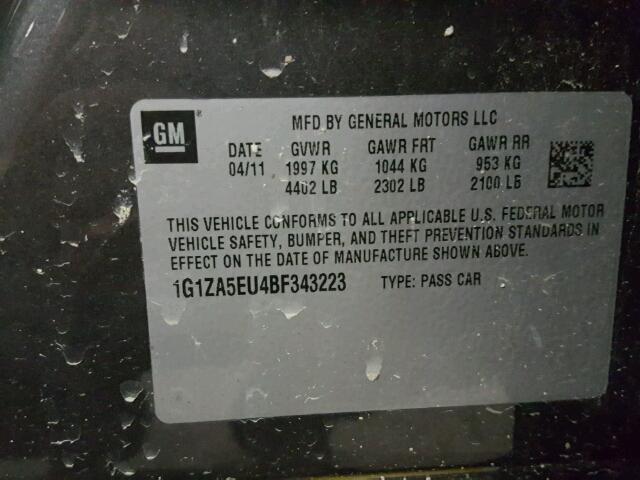 GM®
MFD BY GENERAL MOTORS LLC
DATE GVWR GAWR FRT GAWR RR
04/11 1997 KG 1044 KG 953 KG
4402 LB 2302 LB 2100 LB
THIS VEHICLE CONFORMS TO ALL APPLICABLE U.S. FEDERAL MOTOR
VEHICLE SAFETY, BUMPER, AND THEFT PREVENTION STANDARDS IN
EFFECT ON THE DATE OF MANUFACTURE SHOWN ABOVE.
1G1ZA5EU4BF343223 TYPE: PASS CAR